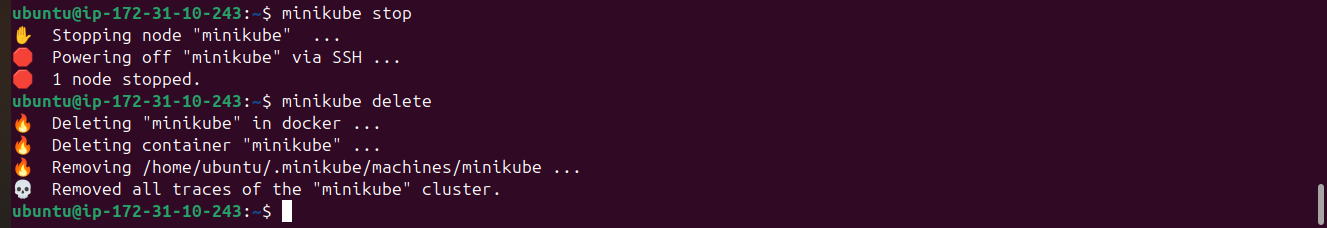 ubuntu@ip-172-31-10-243:~$ minikube stop
✋  Stopping node "minikube"  ...
🛑  Powering off "minikube" via SSH ...
🛑  1 node stopped.
ubuntu@ip-172-31-10-243:~$ minikube delete
🔥  Deleting "minikube" in docker ...
🔥  Deleting container "minikube" ...
🔥  Removing /home/ubuntu/.minikube/machines/minikube ...
💀  Removed all traces of the "minikube" cluster.
ubuntu@ip-172-31-10-243:~$